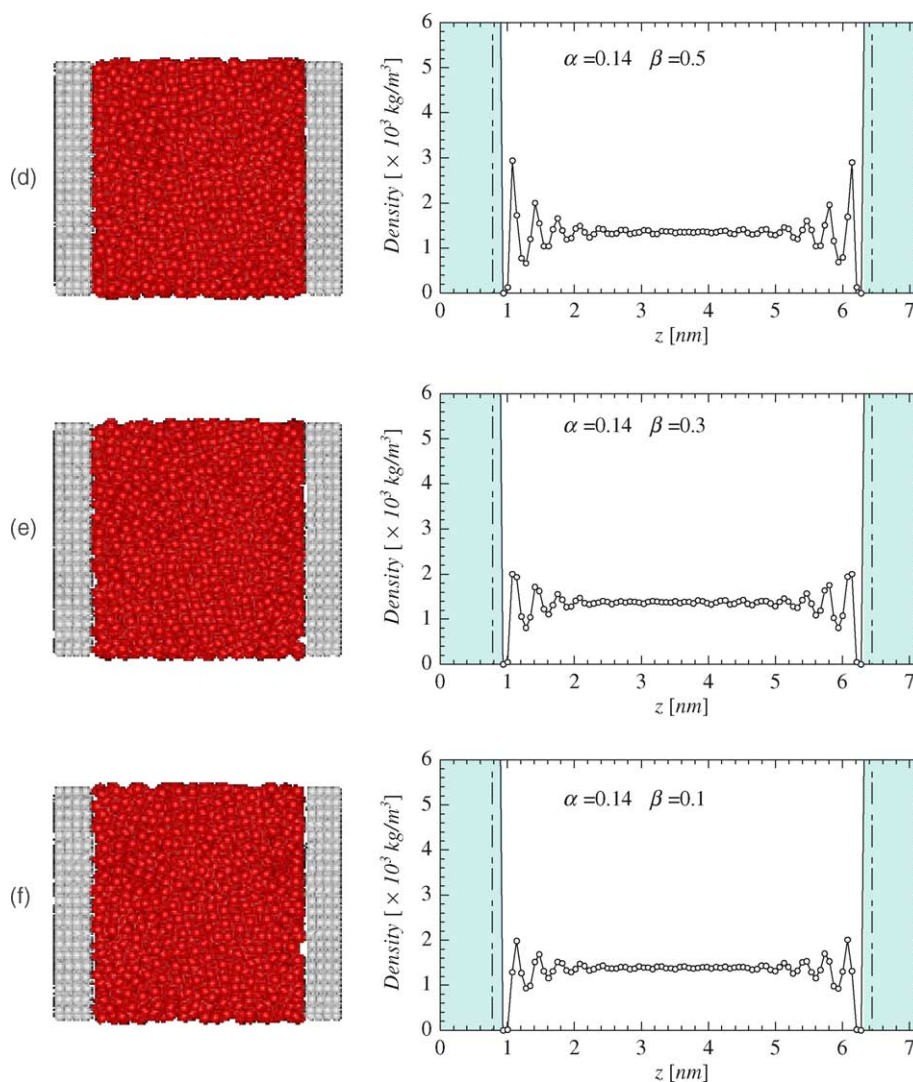 (d)
Density [ × 10³ kg/m³]
6
5
4
3
2
1
0
α =0.14 β =0.5
0 1 2 3 4 5 6 7
z [nm]
(e)
Density [ × 10³ kg/m³]
6
5
4
3
2
1
0
α =0.14 β =0.3
0 1 2 3 4 5 6 7
z [nm]
(f)
Density [ × 10³ kg/m³]
6
5
4
3
2
1
0
α =0.14 β =0.1
0 1 2 3 4 5 6 7
z [nm]